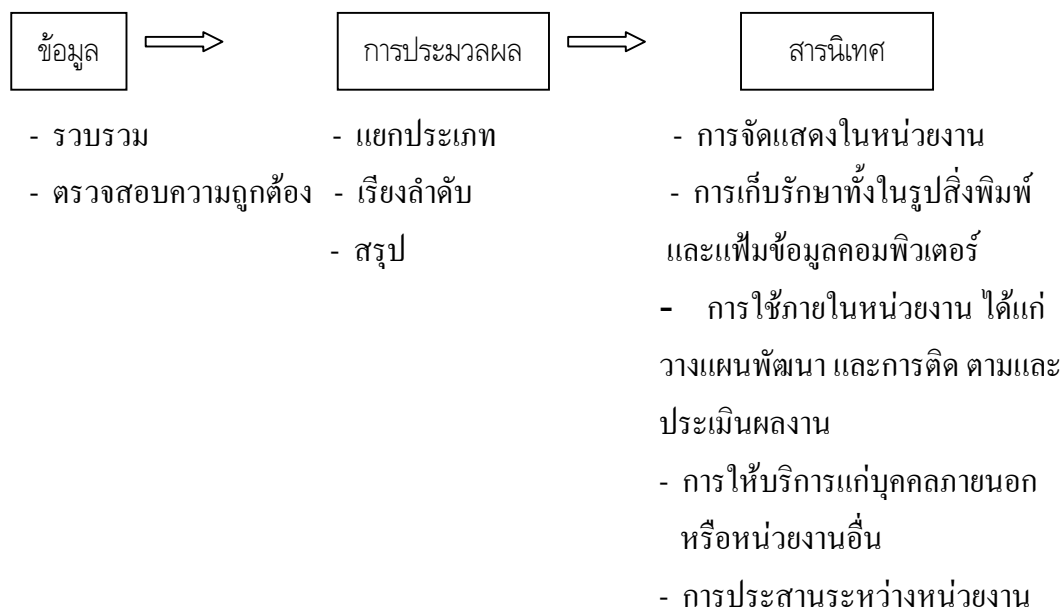 ข้อมูล
การประมวลผล
สารนิเทศ
- รวบรวม
- ตรวจสอบความถูกต้อง
- แยกประเภท
- เรียงลำดับ
- สรุป
- การจัดแสดงในหน่วยงาน
- การเก็บรักษาทั้งในรูปสิ่งพิมพ์
และแฟ้มข้อมูลคอมพิวเตอร์
- การใช้ภายในหน่วยงาน ได้แก่
วางแผนพัฒนา และการติด ตามและ
ประเมินผลงาน
- การให้บริการแก่บุคคลภายนอก
หรือหน่วยงานอื่น
- การประสานระหว่างหน่วยงาน